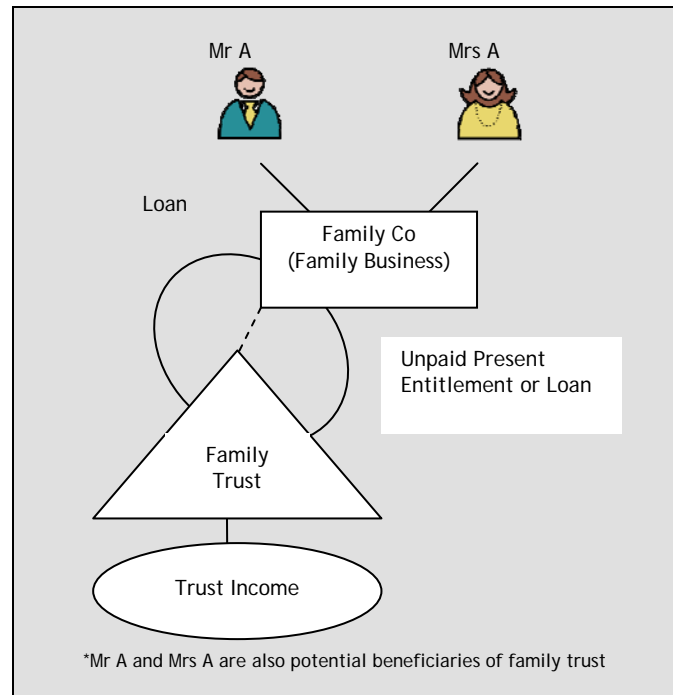 Mr A
Mrs A
Loan
Family Co
(Family Business)
Unpaid Present
Entitlement or Loan
Family
Trust
Trust Income
*Mr A and Mrs A are also potential beneficiaries of family trust